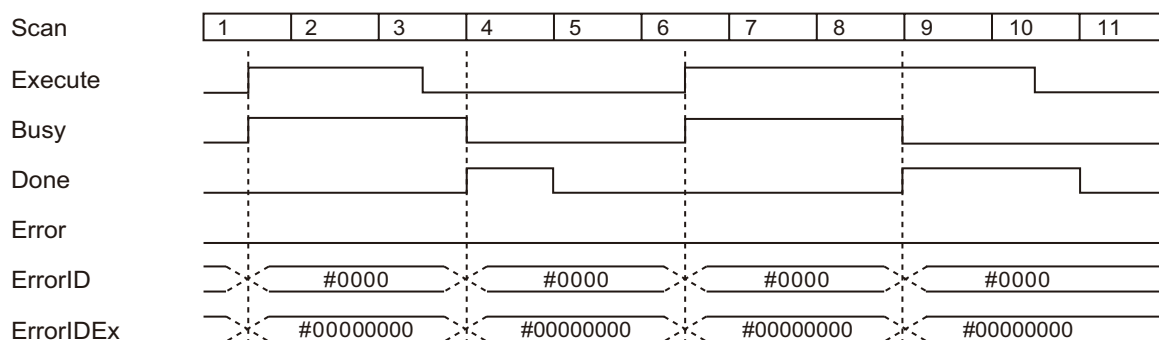 Scan 1 2 3 4 5 6 7 8 9 10 11
Execute
Busy
Done
Error
ErrorID #0000 #0000 #0000 #0000
ErrorIDEx #00000000 #00000000 #00000000 #00000000